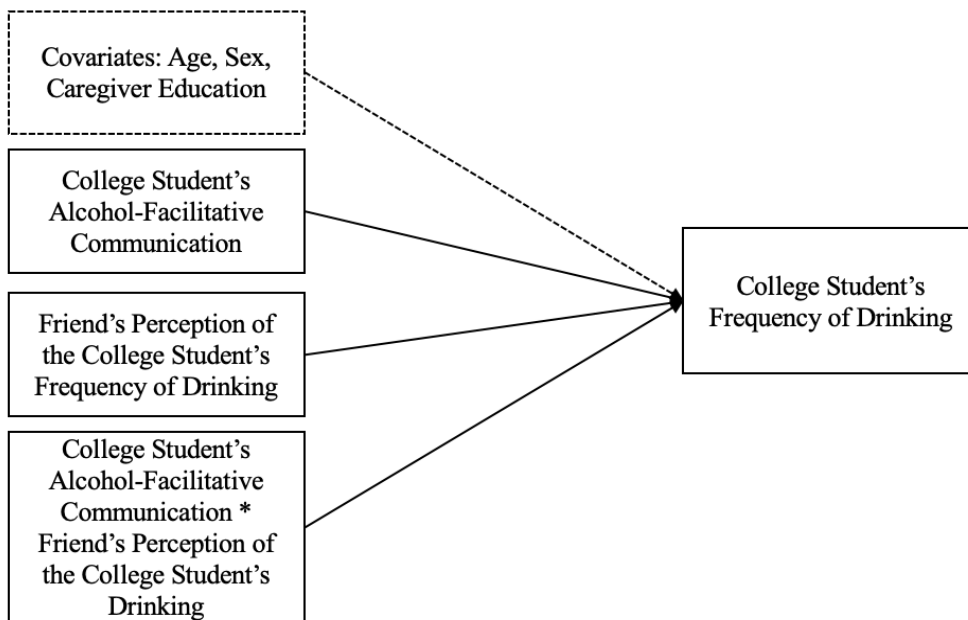 Covariates: Age, Sex,
Caregiver Education
College Student’s
Alcohol-Facilitative
Communication
Friend’s Perception of
the College Student’s
Frequency of Drinking
College Student’s
Alcohol-Facilitative
Communication *
Friend’s Perception of
the College Student’s
Drinking
College Student’s
Frequency of Drinking